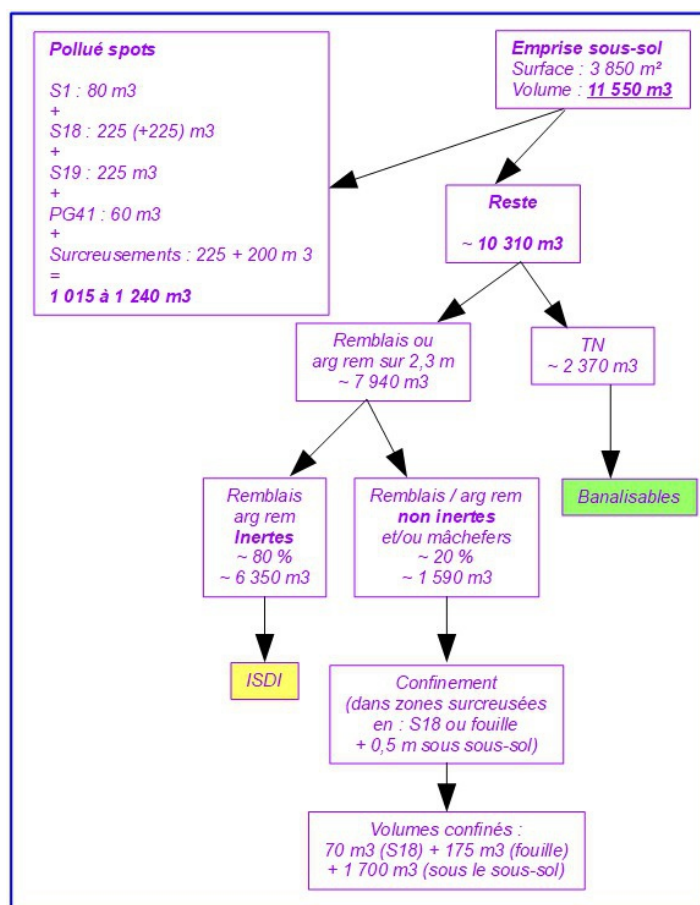 Pollué spots
S1 : 80 m3
+
S18 : 225 (+225) m3
+
S19 : 225 m3
+
PG41 : 60 m3
+
Surcreusements : 225 + 200 m 3
=
1 015 à 1 240 m3
Emprise sous-sol
Surface : 3 850 m²
Volume : 11 550 m3
Reste
~ 10 310 m3
Remblais ou
arg rem sur 2,3 m
~ 7 940 m3
TN
~ 2 370 m3
Remblais
arg rem
Inertes
~ 80 %
~ 6 350 m3
Remblais / arg rem
non inertes
et/ou mâchefers
~ 20 %
~ 1 590 m3
Banalisables
ISDI
Confinement
(dans zones surcreusées
en : S18 ou fouille
+ 0,5 m sous sous-sol)
Volumes confinés :
70 m3 (S18) + 175 m3 (fouille)
+ 1 700 m3 (sous le sous-sol)